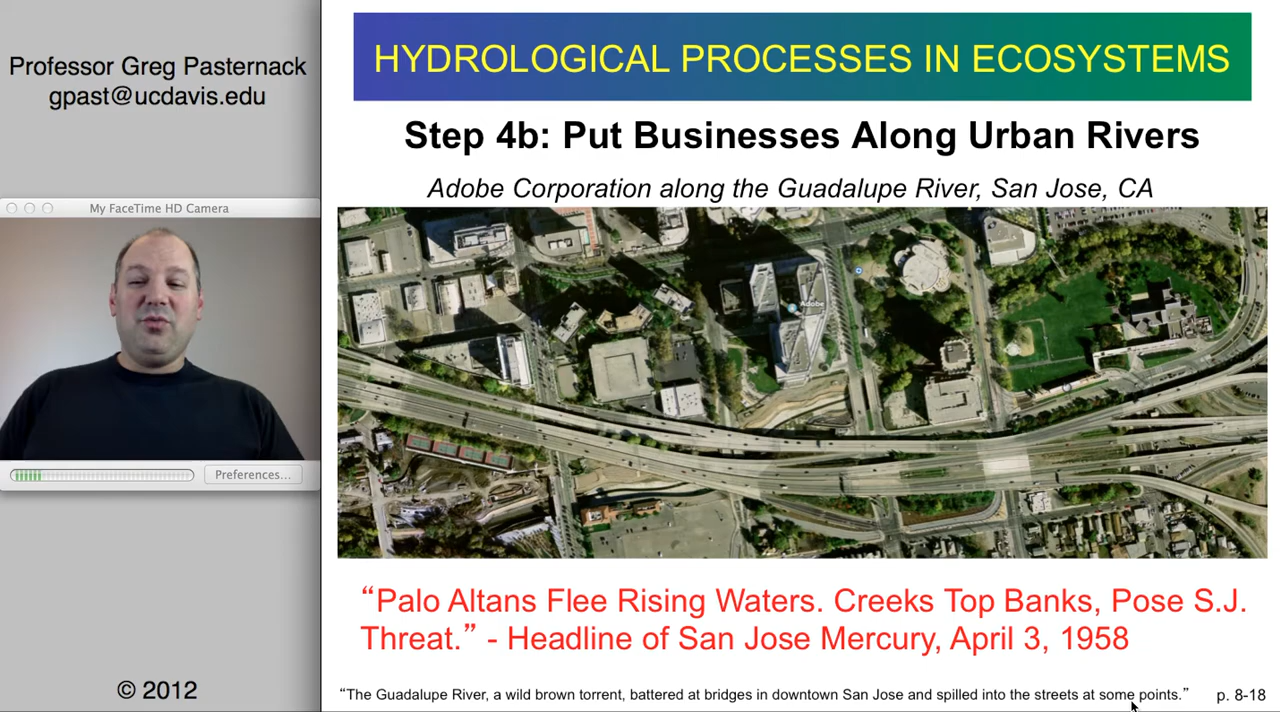 Professor Greg Pasternack
gpast@ucdavis.edu
My FaceTime HD Camera
Preferences...
© 2012
HYDROLOGICAL PROCESSES IN ECOSYSTEMS
Step 4b: Put Businesses Along Urban Rivers
Adobe Corporation along the Guadalupe River, San Jose, CA
Adobe
“Palo Altans Flee Rising Waters. Creeks Top Banks, Pose S.J.
Threat.” - Headline of San Jose Mercury, April 3, 1958
“The Guadalupe River, a wild brown torrent, battered at bridges in downtown San Jose and spilled into the streets at some points.”
p. 8-18